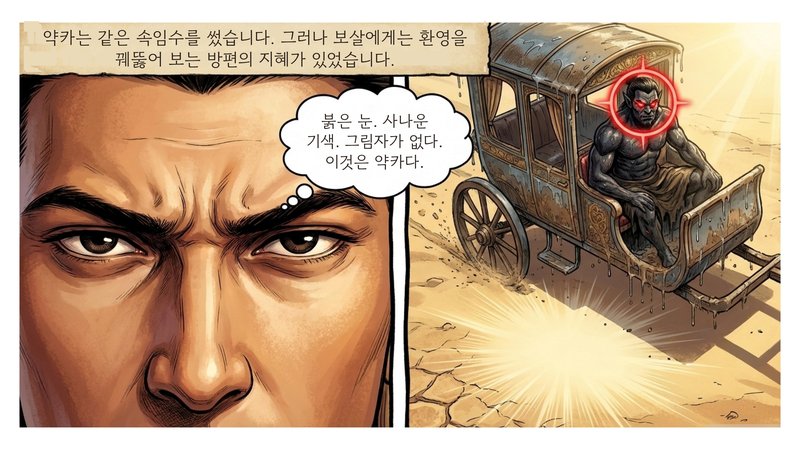 약카는 같은 속임수를 썼습니다. 그러나 보살에게는 환영을
꿰뚫어 보는 방편의 지혜가 있었습니다.
붉은 눈. 사나운
기색. 그림자가 없다.
이것은 약카다.